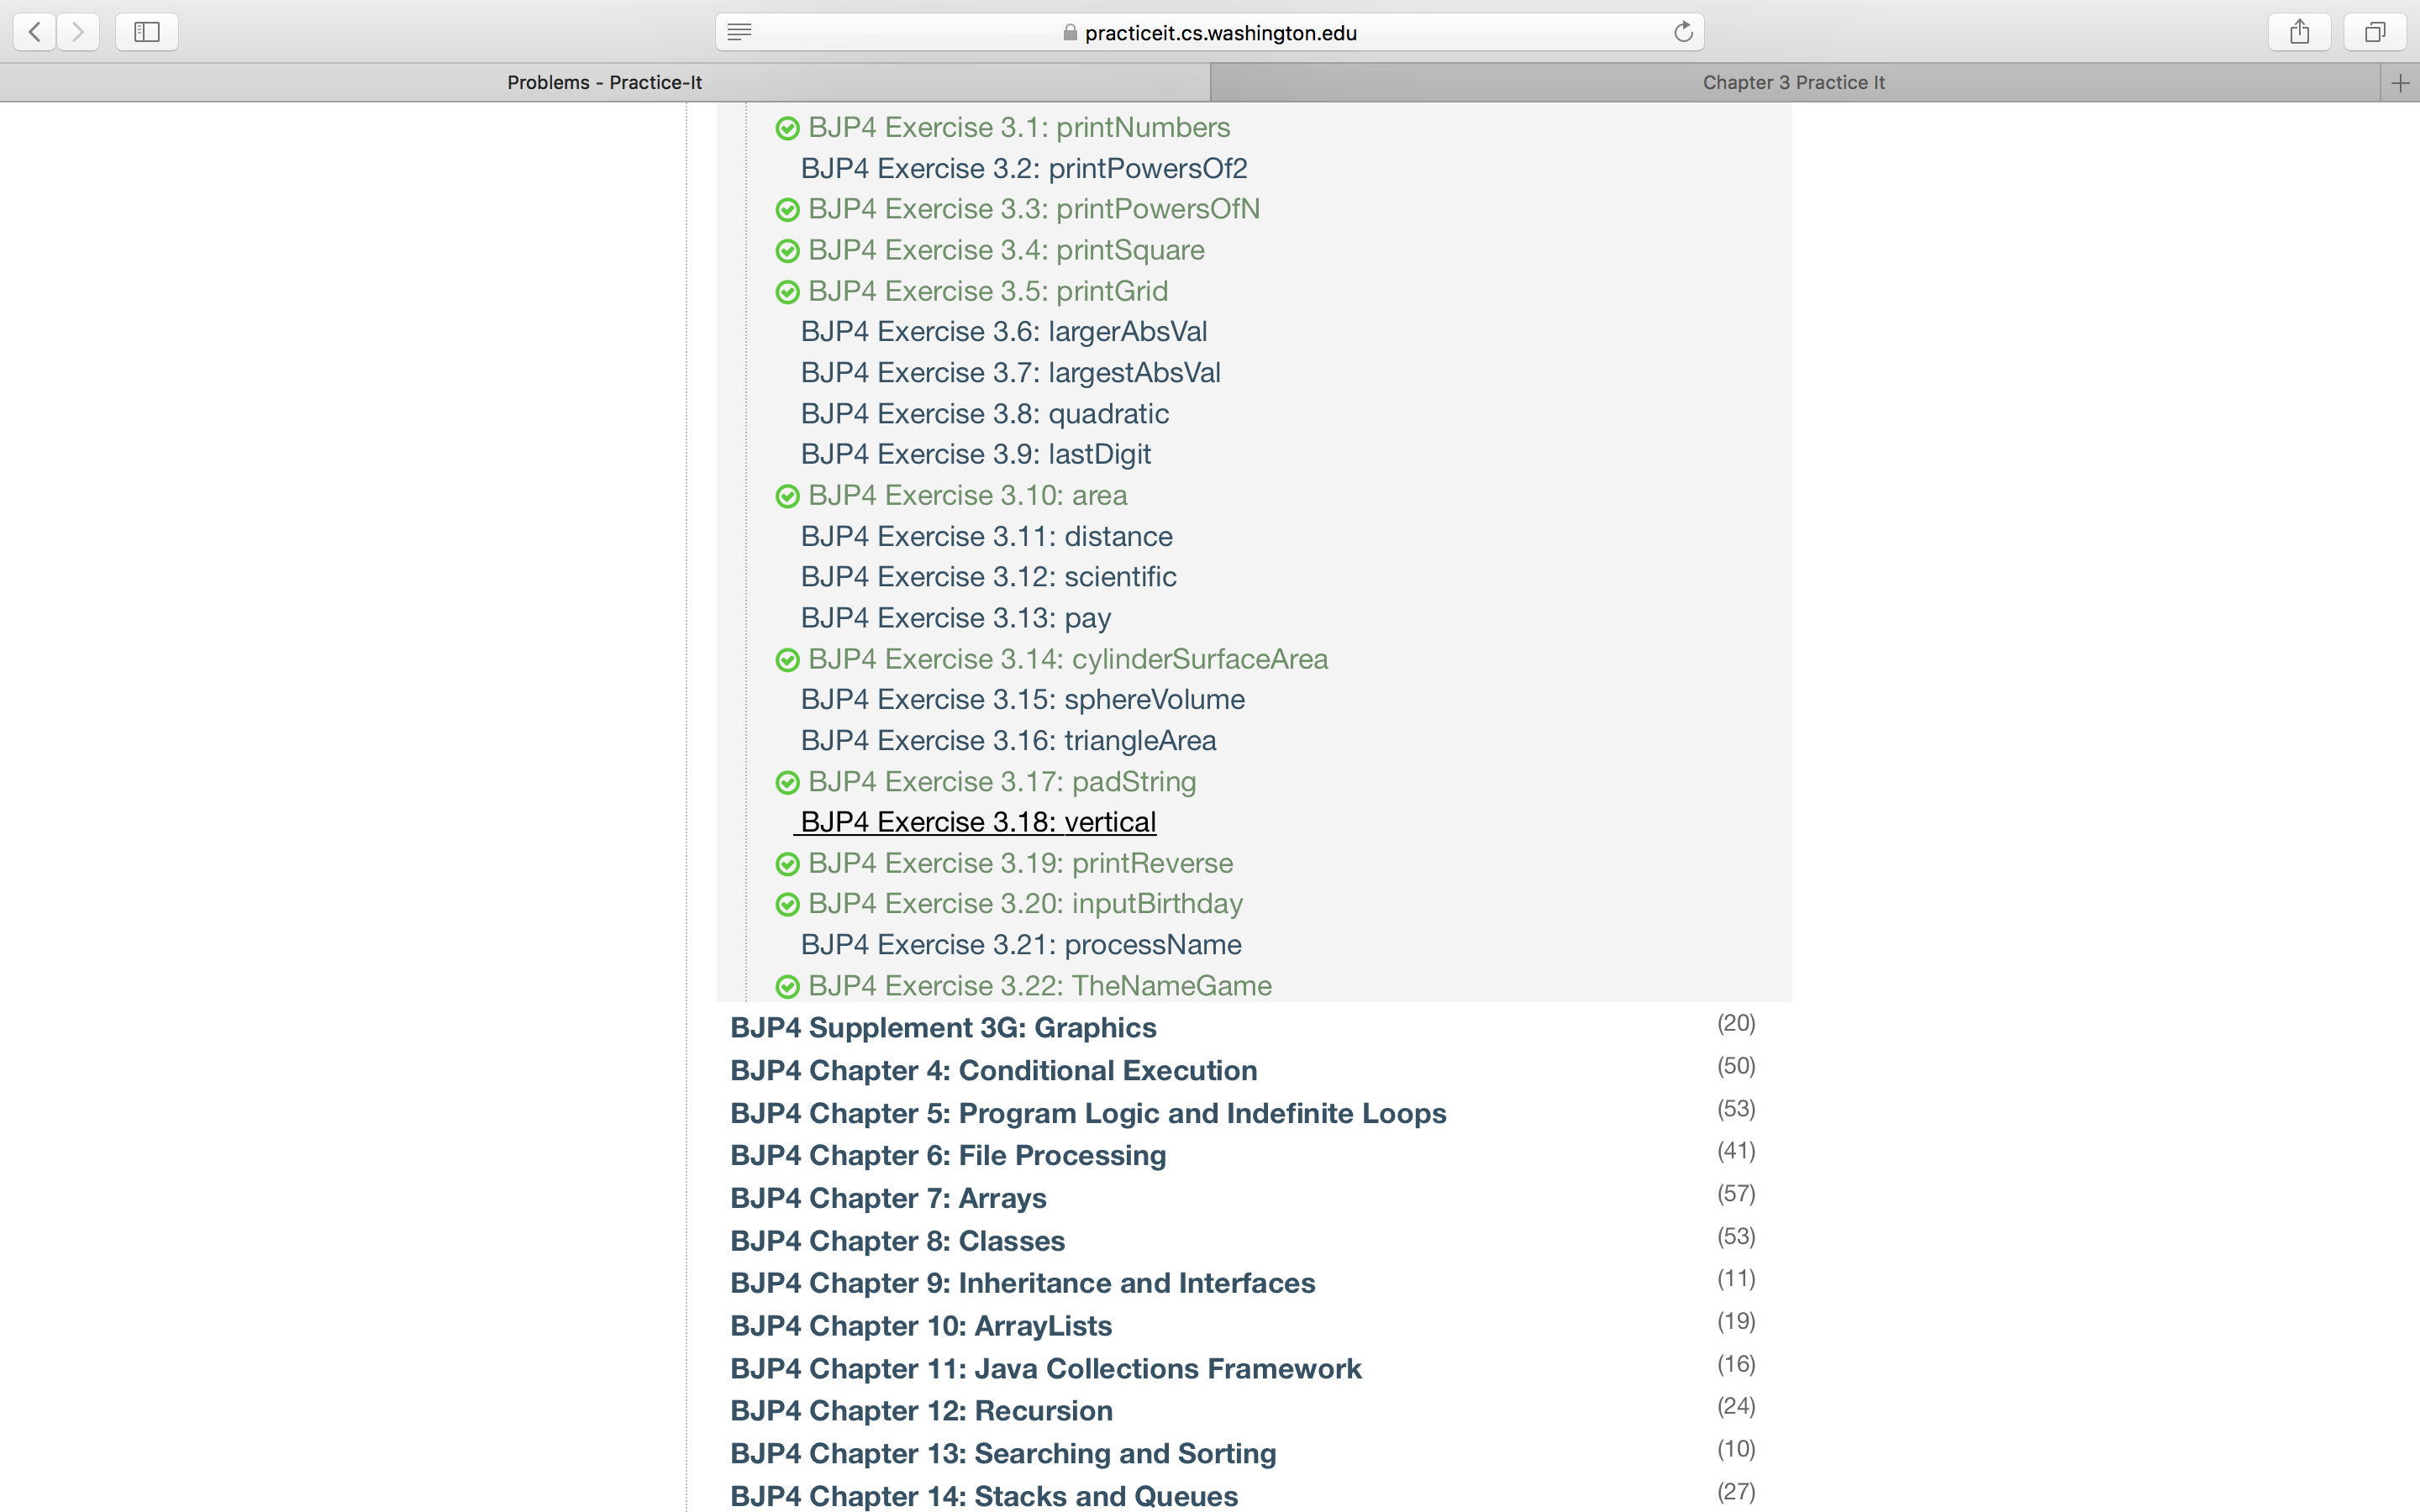 practiceit.cs.washington.edu
Problems - Practice-It
Chapter 3 Practice It
BJP4 Exercise 3.1: printNumbers
BJP4 Exercise 3.2: printPowersOf2
BJP4 Exercise 3.3: printPowersOfN
BJP4 Exercise 3.4: printSquare
BJP4 Exercise 3.5: printGrid
BJP4 Exercise 3.6: largerAbsVal
BJP4 Exercise 3.7: largestAbsVal
BJP4 Exercise 3.8: quadratic
BJP4 Exercise 3.9: lastDigit
BJP4 Exercise 3.10: area
BJP4 Exercise 3.11: distance
BJP4 Exercise 3.12: scientific
BJP4 Exercise 3.13: pay
BJP4 Exercise 3.14: cylinderSurfaceArea
BJP4 Exercise 3.15: sphereVolume
BJP4 Exercise 3.16: triangleArea
BJP4 Exercise 3.17: padString
BJP4 Exercise 3.18: vertical
BJP4 Exercise 3.19: printReverse
BJP4 Exercise 3.20: inputBirthday
BJP4 Exercise 3.21: processName
BJP4 Exercise 3.22: TheNameGame
BJP4 Supplement 3G: Graphics (20)
BJP4 Chapter 4: Conditional Execution (50)
BJP4 Chapter 5: Program Logic and Indefinite Loops (53)
BJP4 Chapter 6: File Processing (41)
BJP4 Chapter 7: Arrays (57)
BJP4 Chapter 8: Classes (53)
BJP4 Chapter 9: Inheritance and Interfaces (11)
BJP4 Chapter 10: ArrayLists (19)
BJP4 Chapter 11: Java Collections Framework (16)
BJP4 Chapter 12: Recursion (24)
BJP4 Chapter 13: Searching and Sorting (10)
BJP4 Chapter 14: Stacks and Queues (27)